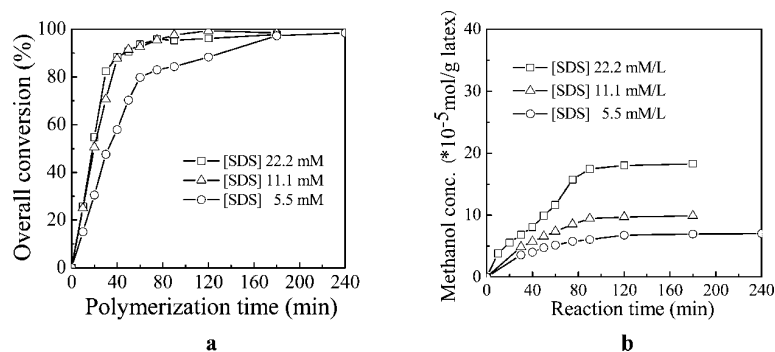 100
80
60
40
20
0
0 40 80 120 160 200 240
Overall conversion (%)
Polymerization time (min)
[SDS] 22.2 mM
[SDS] 11.1 mM
[SDS] 5.5 mM
a
40
30
20
10
0
0 40 80 120 160 200 240
Methanol conc. (*10-5mol/g latex)
Reaction time (min)
[SDS] 22.2 mM/L
[SDS] 11.1 mM/L
[SDS] 5.5 mM/L
b